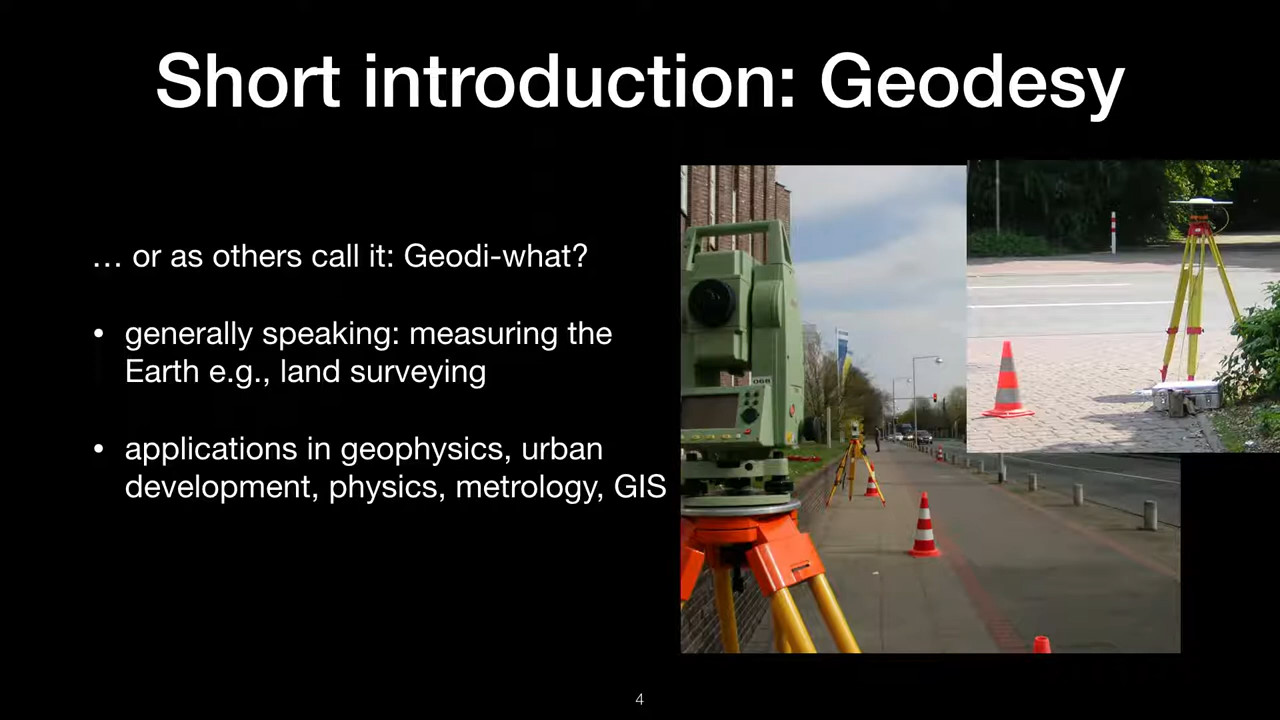 Short introduction: Geodesy
… or as others call it: Geodi-what?
• generally speaking: measuring the
Earth e.g., land surveying
• applications in geophysics, urban
development, physics, metrology, GIS
4